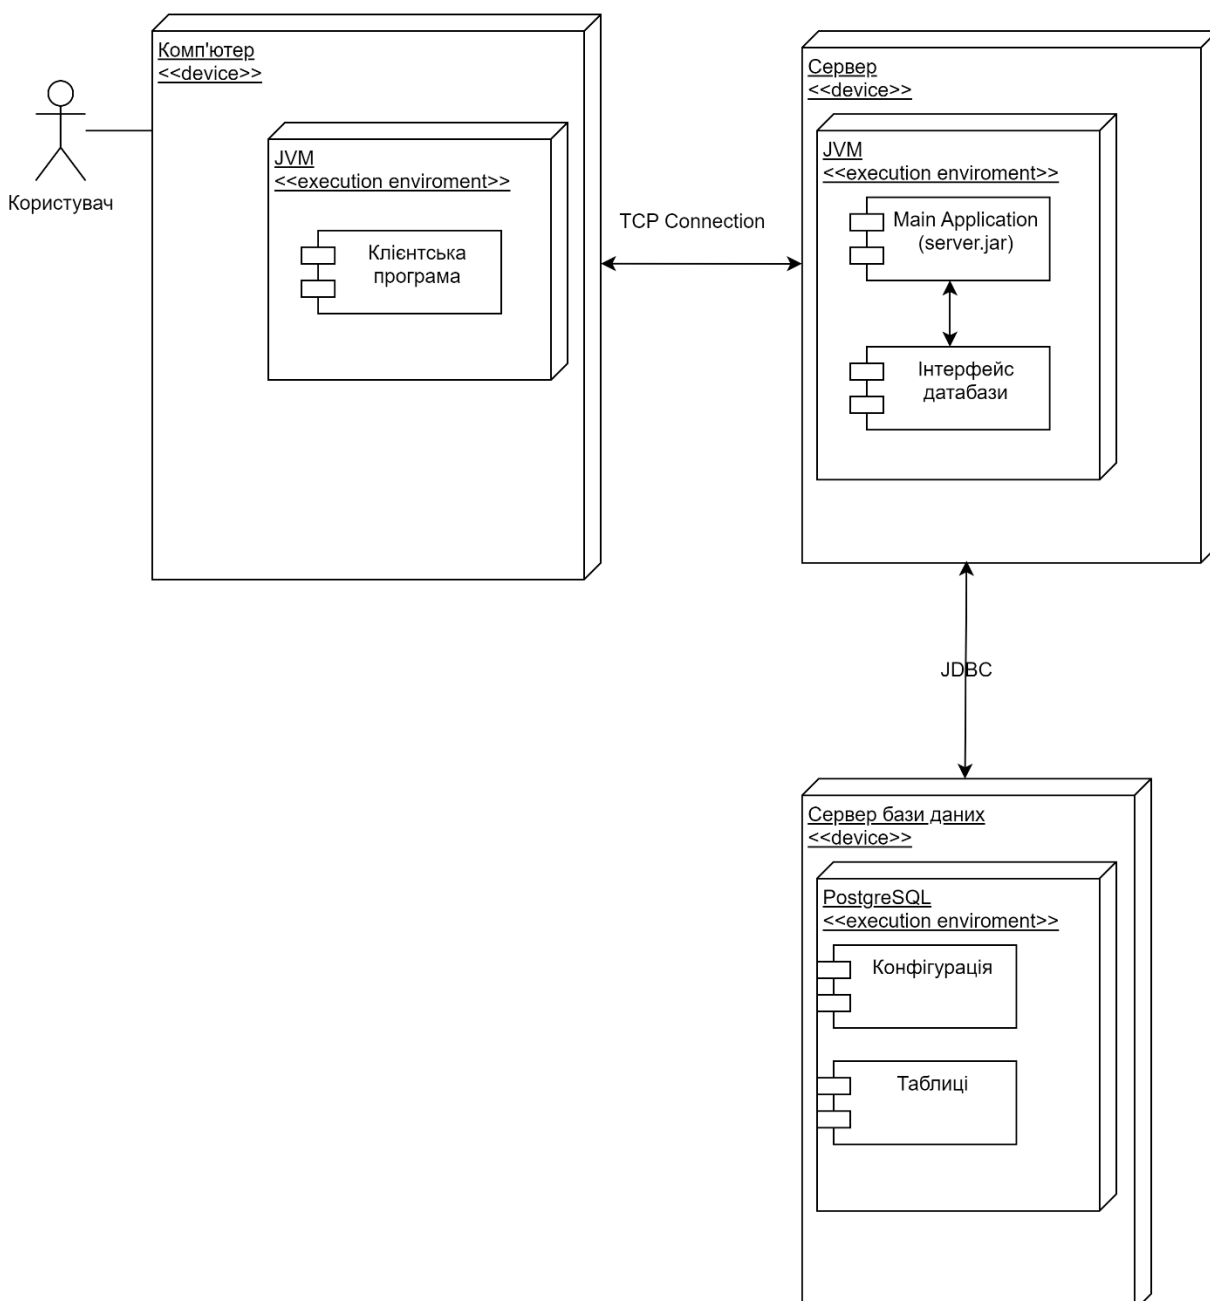 Комп'ютер
<<device>>
Користувач
JVM
<<execution enviroment>>
Клієнтська
програма
TCP Connection
Сервер
<<device>>
JVM
<<execution enviroment>>
Main Application
(server.jar)
Інтерфейс
датабази
JDBC
Сервер бази даних
<<device>>
PostgreSQL
<<execution enviroment>>
Конфігурація
Таблиці